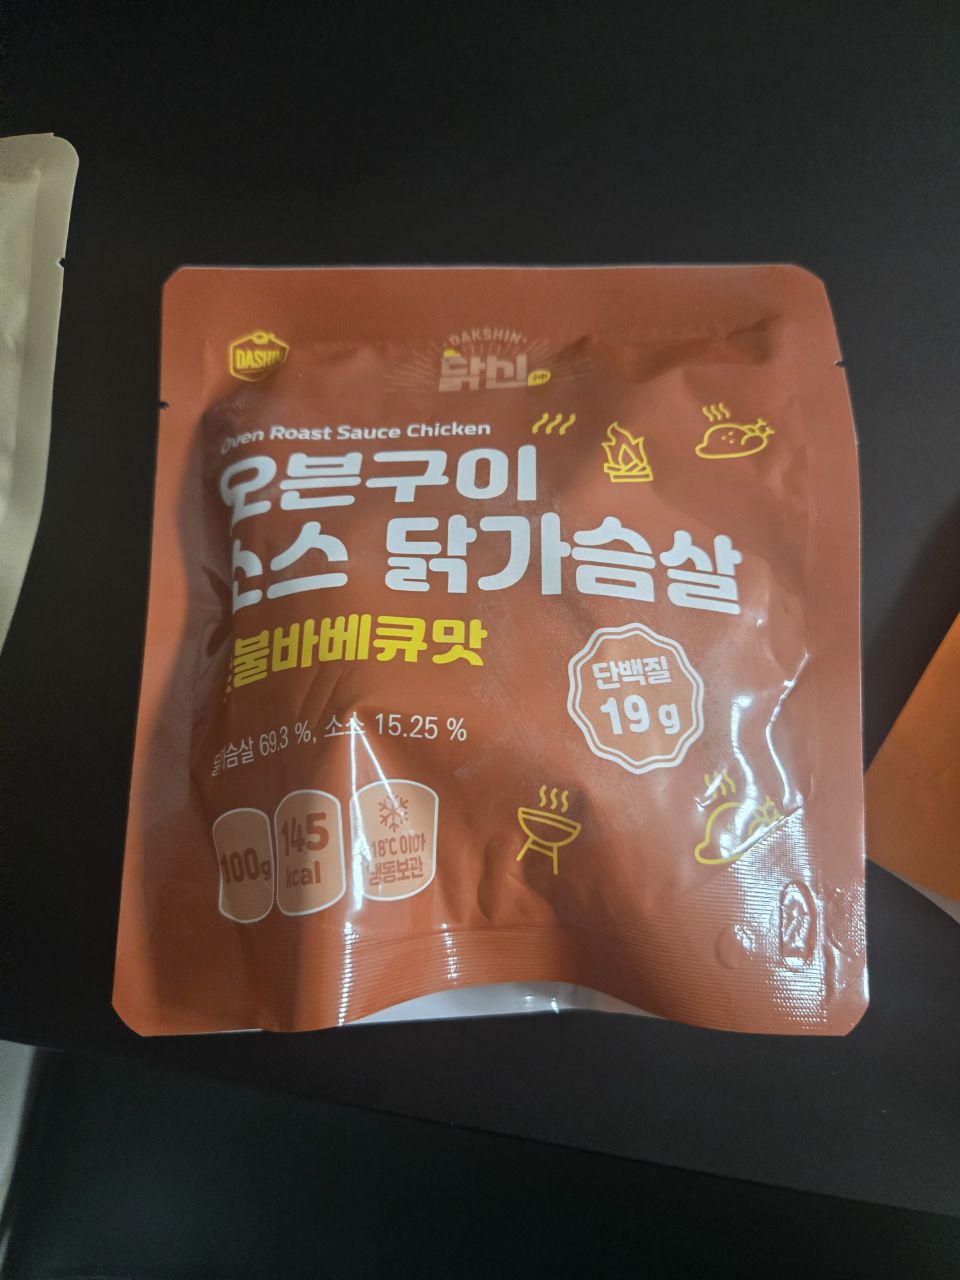 DASHIN
DAKSHIN
닭신
Oven Roast Sauce Chicken
오븐구이
소스 닭가슴살
불바베큐맛
단백질
19 g
닭가슴살 69.3 %, 소스 15.25 %
100g
145
kcal
18℃ 이하
냉동보관